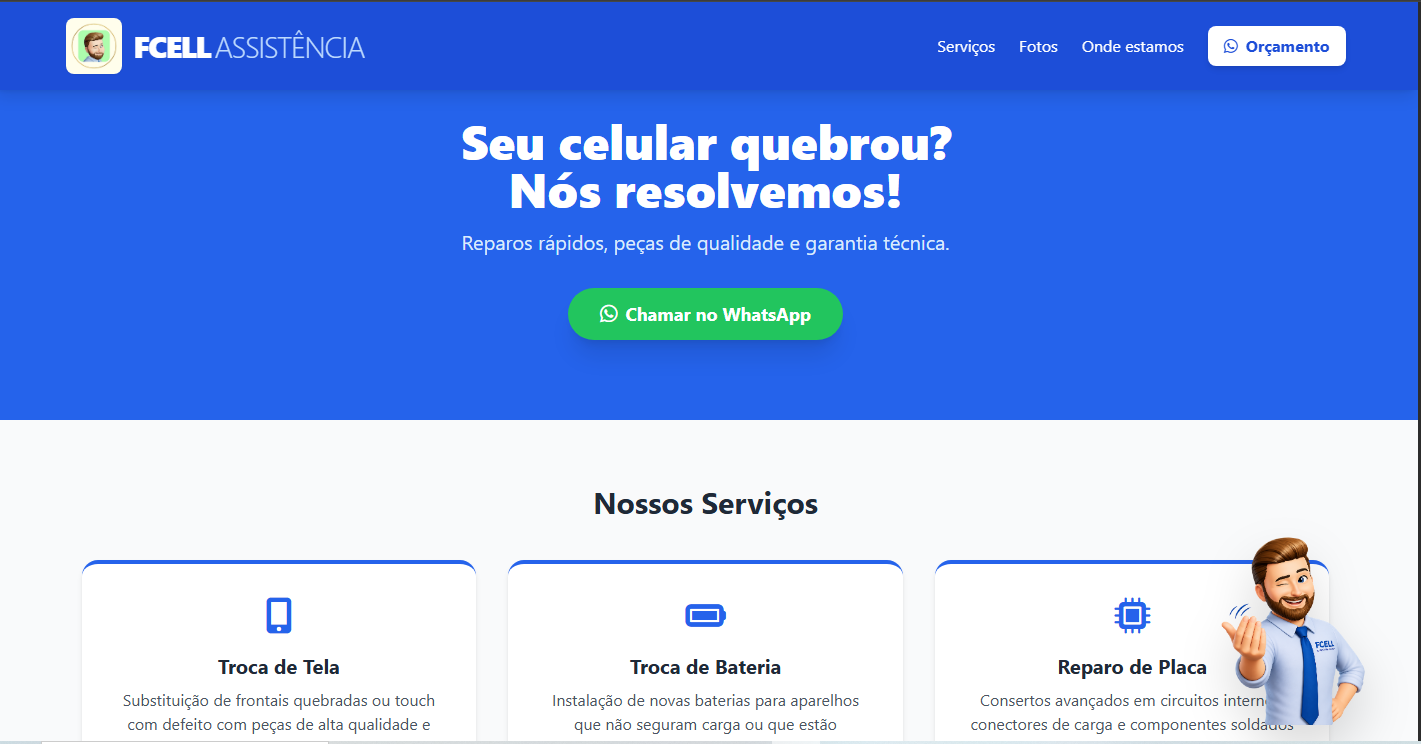 FCELL ASSISTÊNCIA
Serviços
Fotos
Onde estamos
Orçamento
Seu celular quebrou?
Nós resolvemos!
Reparos rápidos, peças de qualidade e garantia técnica.
Chamar no WhatsApp
Nossos Serviços
Troca de Tela
Substituição de frontais quebradas ou touch
com defeito com peças de alta qualidade e
Troca de Bateria
Instalação de novas baterias para aparelhos
que não seguram carga ou que estão
Reparo de Placa
Consertos avançados em circuitos
conectores de carga e componentes soldados
FCELL